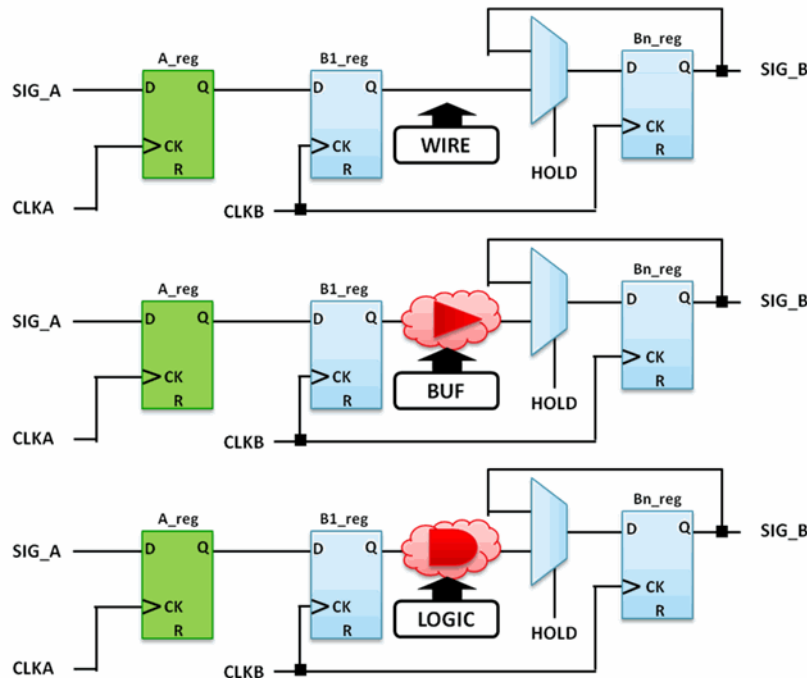 A_reg B1_reg Bn_reg
SIG_A D Q D Q D Q SIG_B
WIRE
CK CK CK
R R HOLD R
CLKA CLKB
A_reg B1_reg Bn_reg
SIG_A D Q D Q D Q SIG_B
CK CK BUF CK
R R HOLD R
CLKA CLKB
A_reg B1_reg Bn_reg
SIG_A D Q D Q D Q SIG_B
CK CK LOGIC CK
R R HOLD R
CLKA CLKB